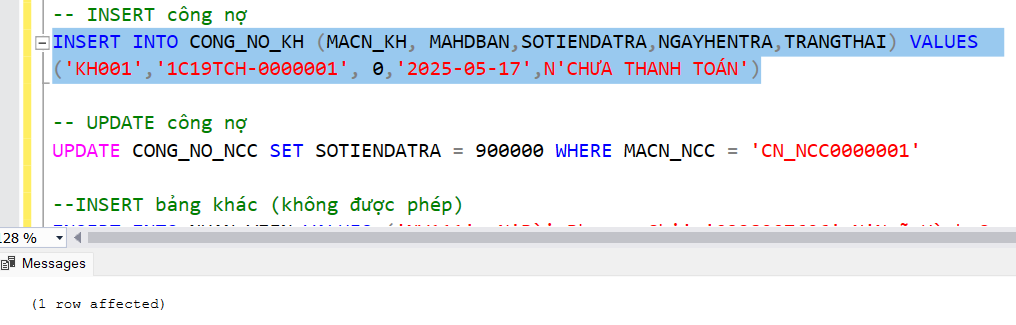 -- INSERT công nợ
INSERT INTO CONG_NO_KH (MACN_KH, MAHDBAN,SOTIENDATRA,NGAYHENTRA,TRANGTHAI) VALUES
('KH001','1C19TCH-0000001', 0,'2025-05-17',N'CHƯA THANH TOÁN')
-- UPDATE công nợ
UPDATE CONG_NO_NCC SET SOTIENDATRA = 900000 WHERE MACN_NCC = 'CN_NCC0000001'
--INSERT bảng khác (không được phép)
128 %
Messages
(1 row affected)